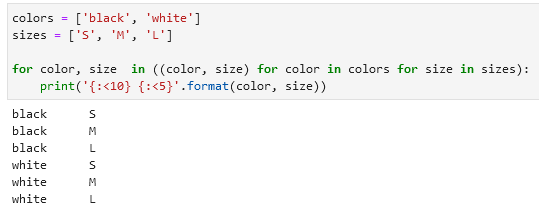 colors = ['black', 'white']
sizes = ['S', 'M', 'L']

for color, size  in ((color, size) for color in colors for size in sizes):
    print('{:<10} {:<5}'.format(color, size))
black      S
black      M
black      L
white      S
white      M
white      L